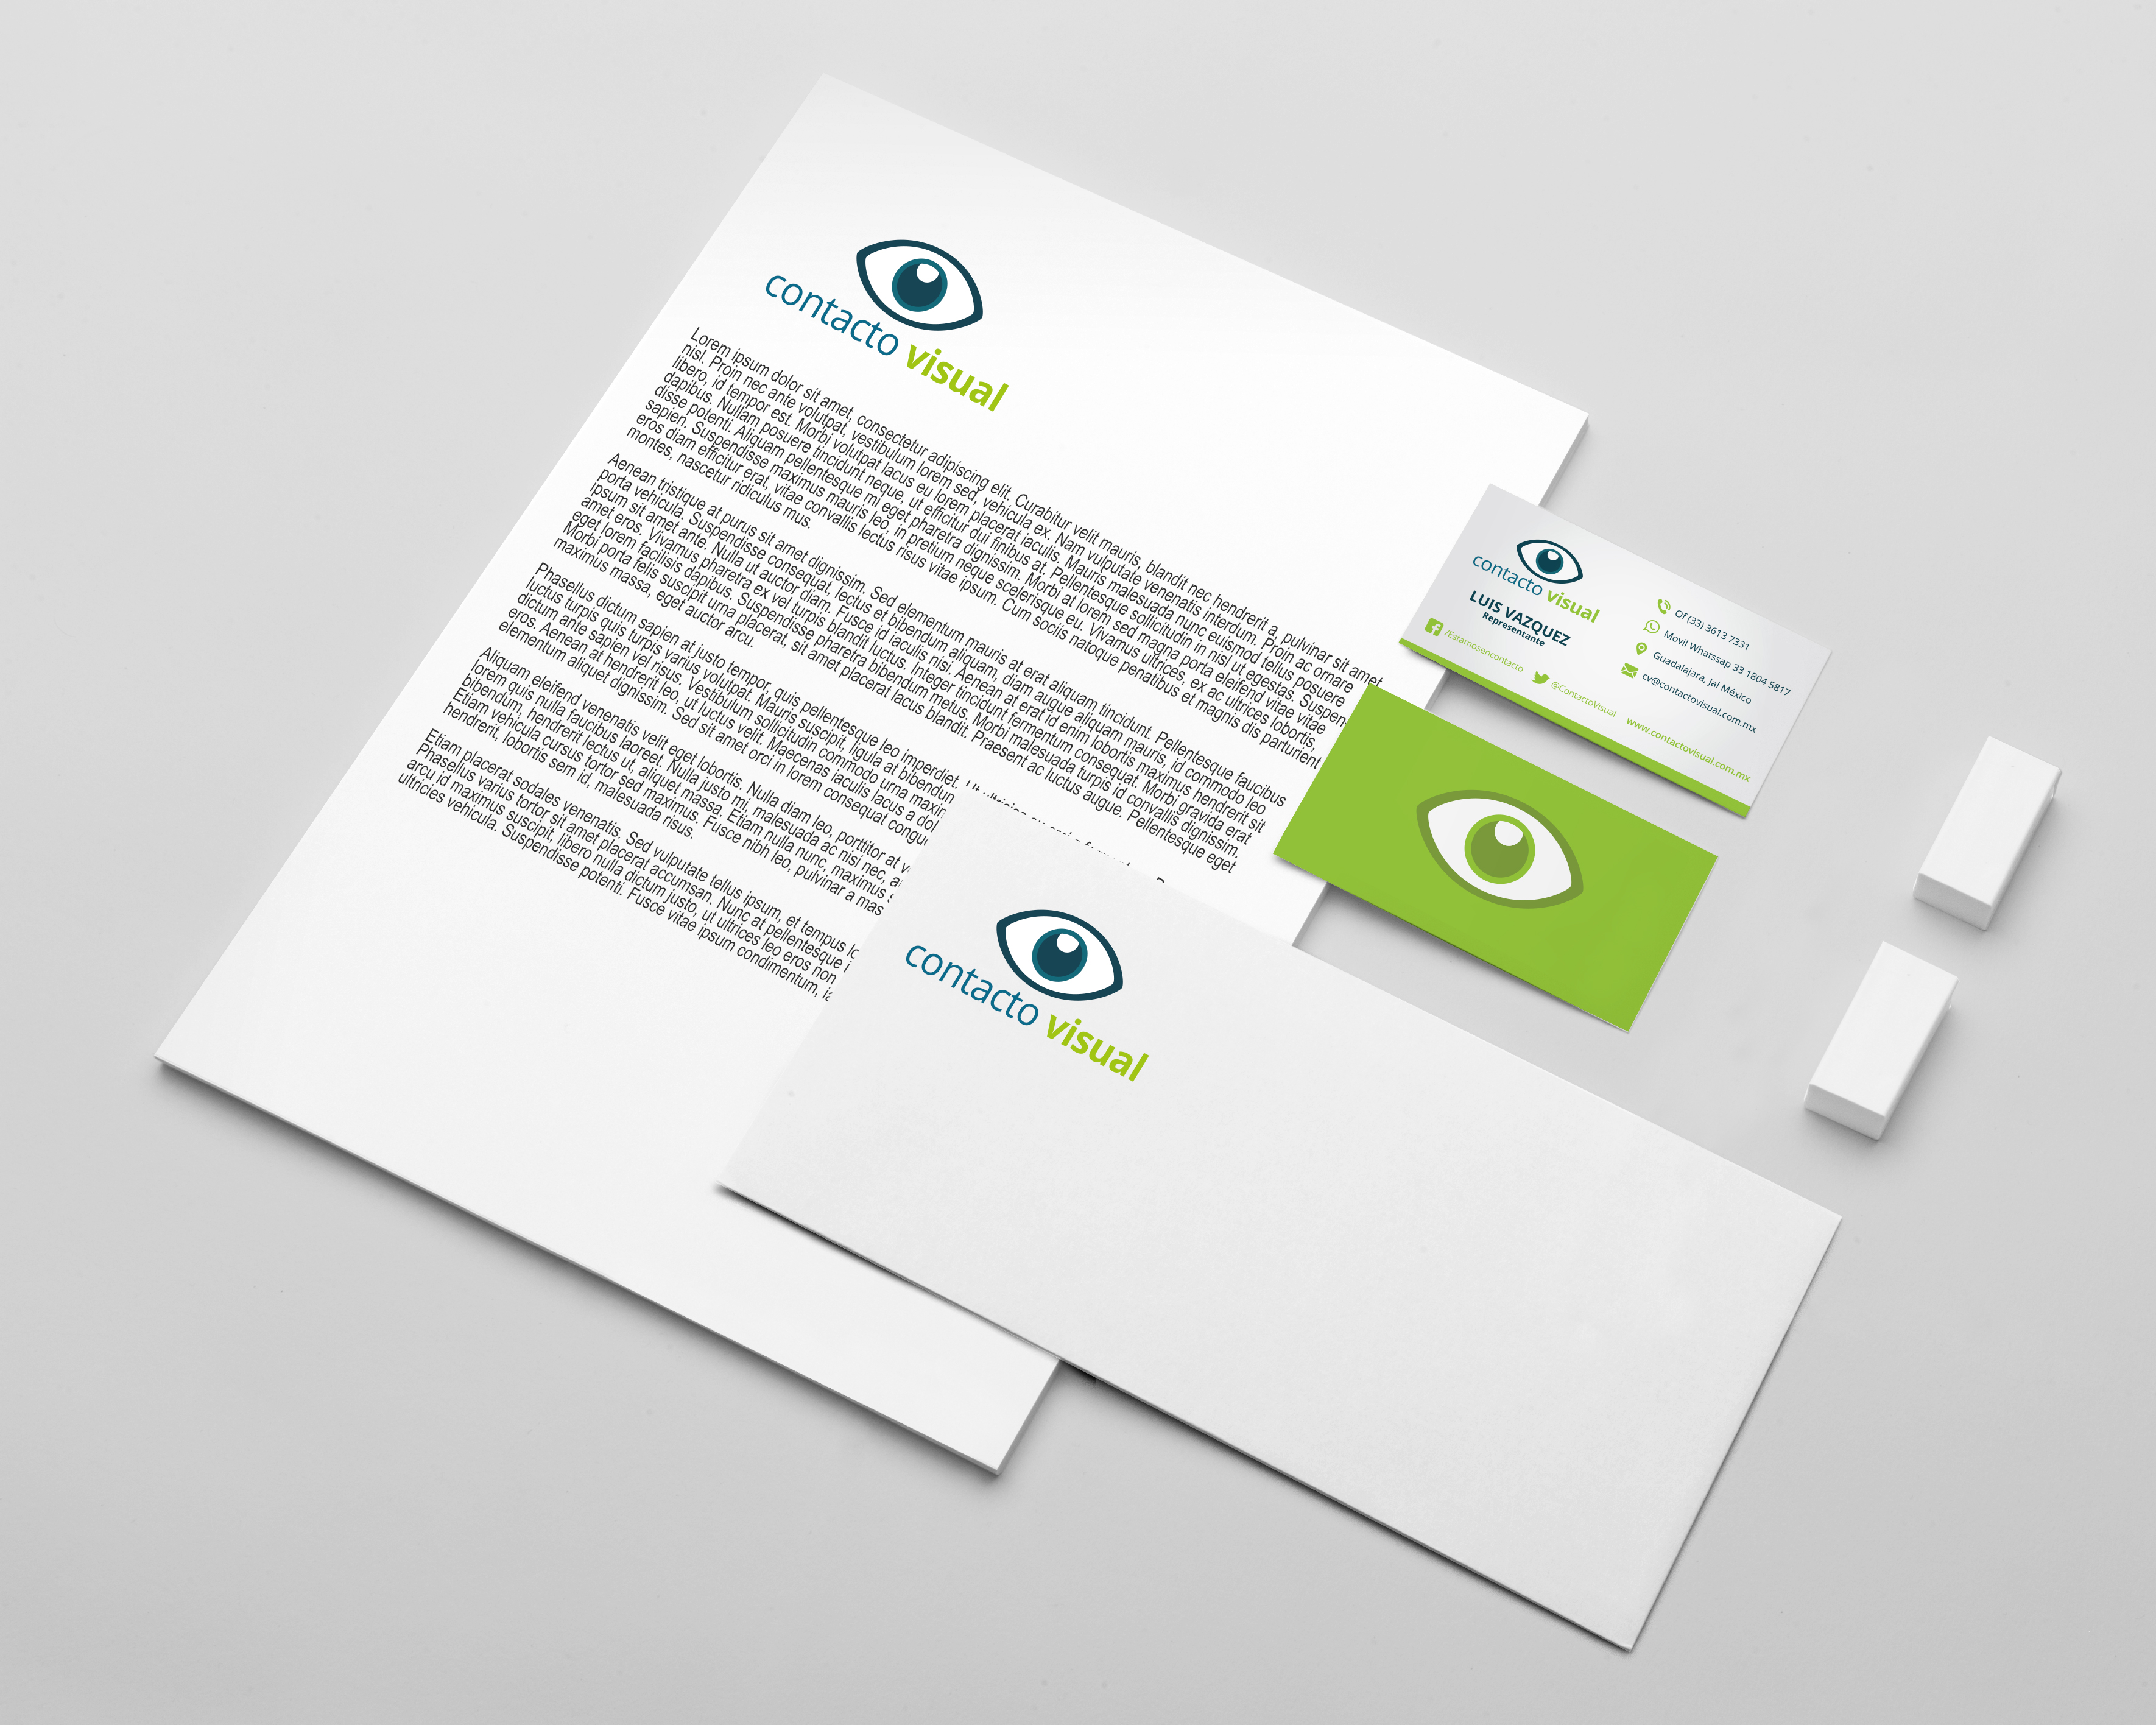 contacto visual
Lorem ipsum dolor sit amet, consectetur adipiscing elit. Curabitur velit mauris, blandit nec hendrerit a, pulvinar sit amet
nisl. Proin nec ante volutpat, vestibulum lorem sed, vehicula ex. Nam vulputate venenatis interdum. Proin ac ornare
libero, id tempor est. Morbi volutpat lacus eu lorem placerat iaculis. Mauris malesuada nunc euismod tellus posuere
dapibus. Nullam posuere tincidunt neque, ut efficitur dui finibus at. Pellentesque sollicitudin in nisl ut egestas. Suspen-
disse potenti. Aliquam pellentesque mi eget pharetra dignissim. Morbi at lorem sed magna porta eleifend vitae vitae
sapien. Suspendisse maximus mauris leo, in pretium neque scelerisque eu. Vivamus ultrices, ex ac ultrices lobortis,
eros diam efficitur erat, vitae convallis lectus risus vitae ipsum. Cum sociis natoque penatibus et magnis dis parturient
montes, nascetur ridiculus mus.
Aenean tristique at purus sit amet dignissim. Sed elementum mauris at erat aliquam tincidunt. Pellentesque faucibus
porta vehicula. Suspendisse consequat, lectus et bibendum aliquam, diam augue aliquam mauris, id commodo leo
ipsum sit amet ante. Nulla ut auctor diam. Fusce id iaculis nisi. Aenean at erat id enim lobortis maximus hendrerit sit
amet eros. Vivamus pharetra ex vel turpis blandit luctus. Integer tincidunt fermentum consequat. Morbi gravida erat
eget lorem facilisis dapibus. Suspendisse pharetra bibendum metus. Morbi malesuada turpis id convallis dignissim.
Morbi porta felis suscipit urna placerat, sit amet placerat lacus blandit. Praesent ac luctus augue. Pellentesque eget
maximus massa, eget auctor arcu.
Phasellus dictum sapien at justo tempor, quis pellentesque leo imperdiet.
luctus turpis quis turpis varius volutpat. Mauris suscipit, ligula at bibendum
dictum ante sapien vel risus. Vestibulum sollicitudin commodo urna maxim
eros. Aenean at hendrerit leo, ut luctus velit. Maecenas iaculis lacus a dol
elementum aliquet dignissim. Sed sit amet orci in lorem consequat congu
Aliquam eleifend venenatis velit eget lobortis. Nulla diam leo, porttitor at v
lorem quis nulla faucibus laoreet. Nulla justo mi, malesuada ac nisi nec, a
bibendum, hendrerit lectus ut, aliquet massa. Etiam nulla nunc, maximus s
Etiam vehicula cursus tortor sed maximus. Fusce nibh leo, pulvinar a mas
hendrerit, lobortis sem id, malesuada risus.
Etiam placerat sodales venenatis. Sed vulputate tellus ipsum, et tempus lo
Phasellus varius tortor sit amet placerat accumsan. Nunc at pellentesque i
arcu id maximus suscipit, libero nulla dictum justo, ut ultrices leo eros non
ultricies vehicula. Suspendisse potenti. Fusce vitae ipsum condimentum, ia
contacto visual
LUIS VAZQUEZ
Representante
/Estamosencontacto
@ContactoVisual
www.contactovisual.com.mx
Of (33) 3613 7331
Movil Whatssap 33 1804 5817
Guadalajara, Jal México
cv@contactovisual.com.mx
contacto visual